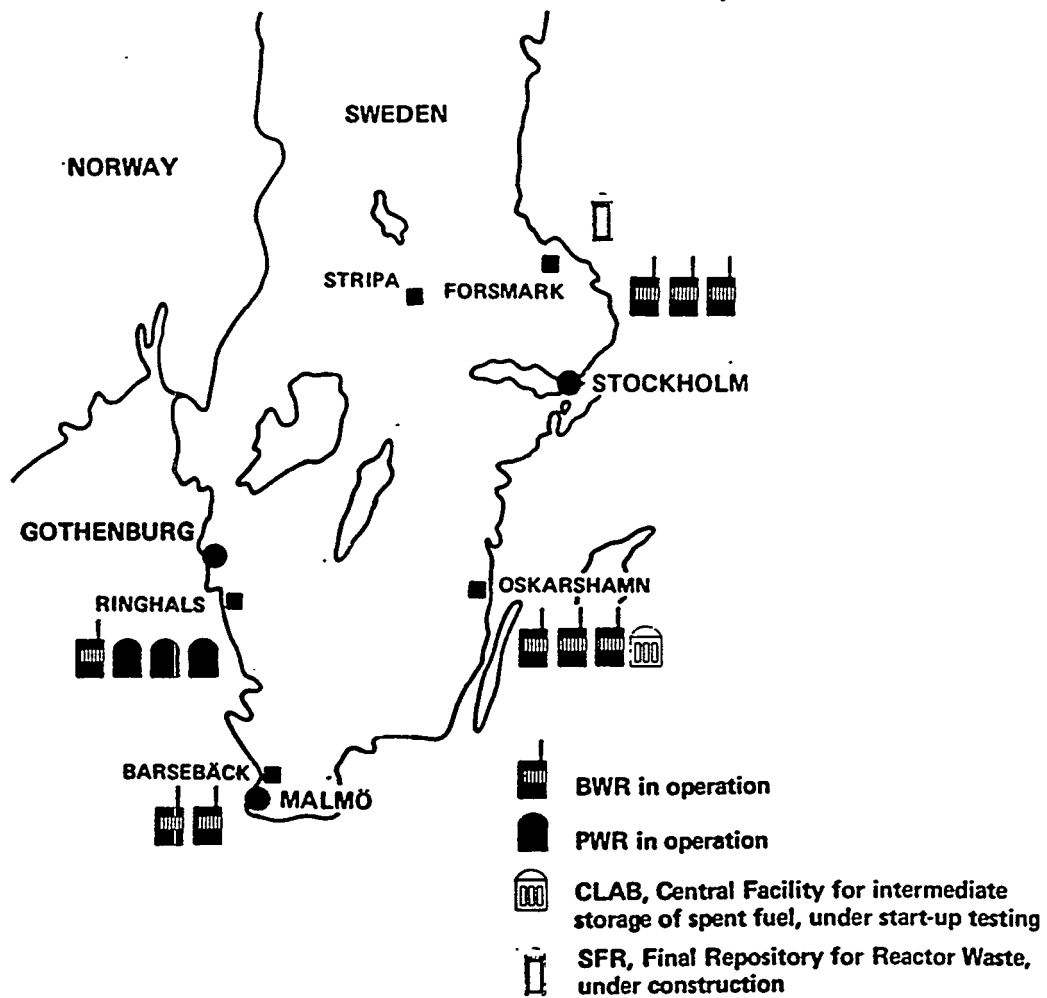 SWEDEN
NORWAY
STRIPA
FORSMARK
STOCKHOLM
GOTHENBURG
OSKARSHAMN
RINGHALS
BARSEBÄCK
MALMÖ
BWR in operation
PWR in operation
CLAB, Central Facility for intermediate
storage of spent fuel, under start-up testing
SFR, Final Repository for Reactor Waste,
under construction